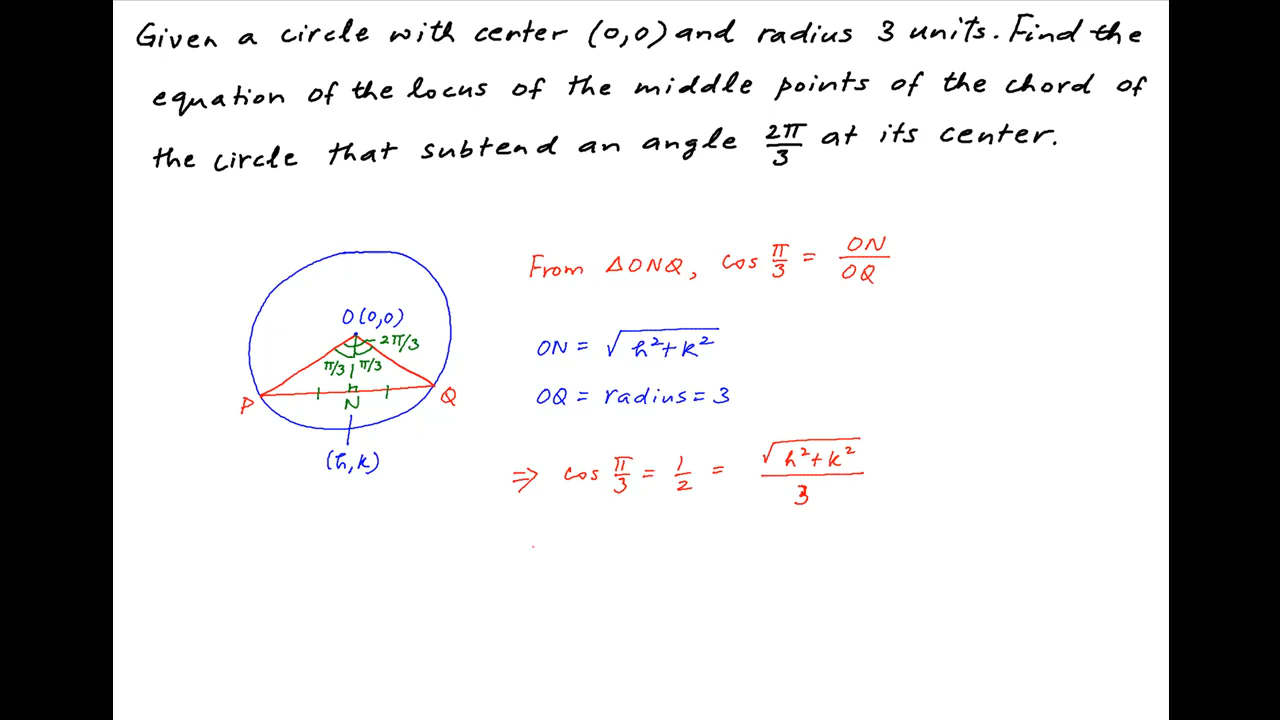 Given a circle with center (0,0) and radius 3 units. Find the
equation of the locus of the middle points of the chord of
the circle that subtend an angle 2π/3 at its center.
From ΔONQ, cos π/3 = ON/OQ
O(0,0)
2π/3
π/3 π/3
ON = √(h²+k²)
P
N
Q
OQ = radius = 3
(h,k)
⇒ cos π/3 = 1/2 = √(h²+k²)/3